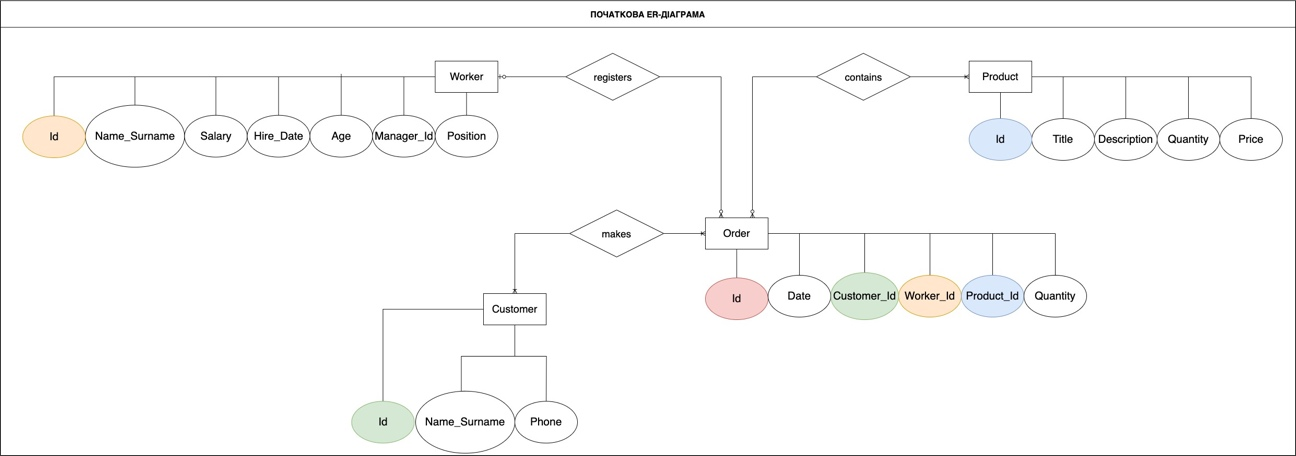 ПОЧАТКОВА ER-ДІАГРАМА
Worker
registers
contains
Product
Id
Name_Surname
Salary
Hire_Date
Age
Manager_Id
Position
Id
Title
Description
Quantity
Price
makes
Order
Id
Date
Customer_Id
Worker_Id
Product_Id
Quantity
Customer
Id
Name_Surname
Phone